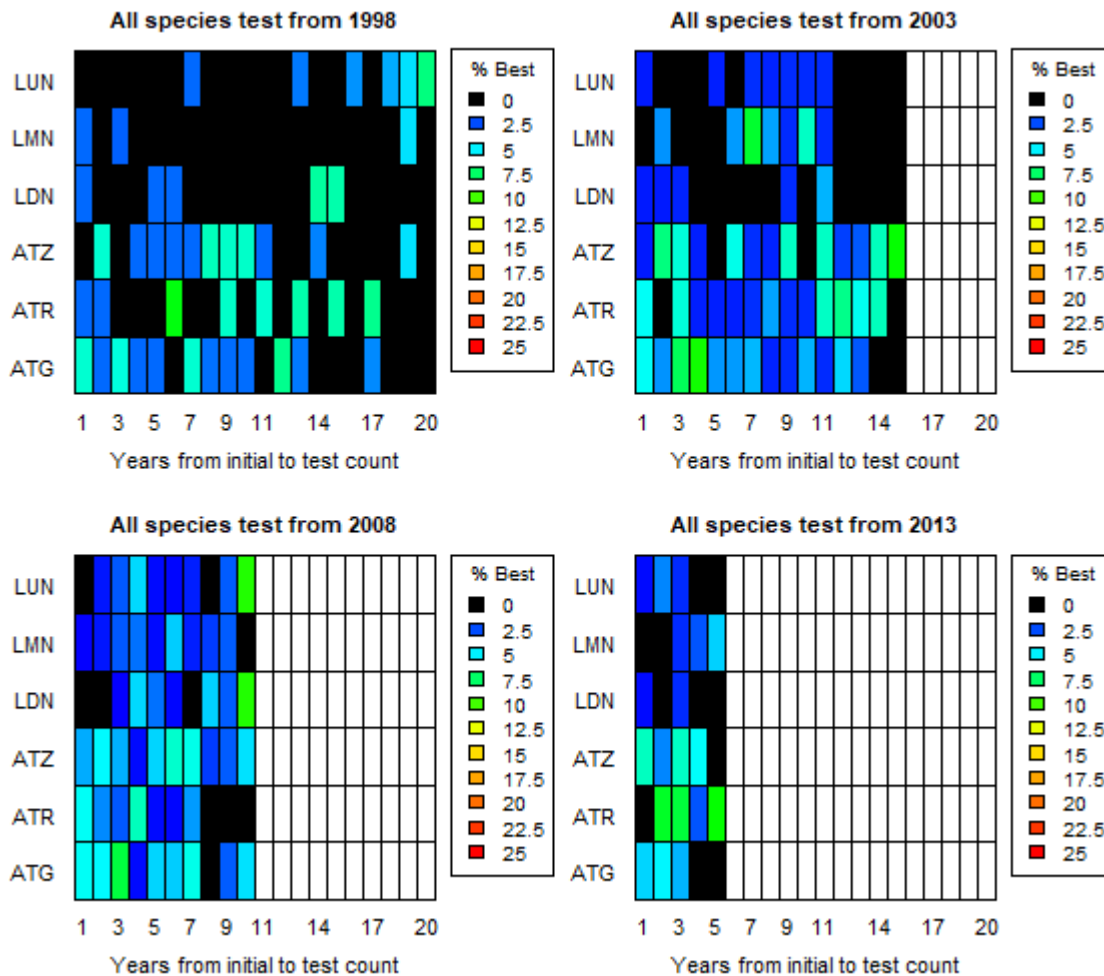 All species test from 1998
% Best
0
2.5
5
7.5
10
12.5
15
17.5
20
22.5
25
LUN
LMN
LDN
ATZ
ATR
ATG
1 3 5 7 9 11 14 17 20
Years from initial to test count
All species test from 2003
% Best
0
2.5
5
7.5
10
12.5
15
17.5
20
22.5
25
LUN
LMN
LDN
ATZ
ATR
ATG
1 3 5 7 9 11 14 17 20
Years from initial to test count
All species test from 2008
% Best
0
2.5
5
7.5
10
12.5
15
17.5
20
22.5
25
LUN
LMN
LDN
ATZ
ATR
ATG
1 3 5 7 9 11 14 17 20
Years from initial to test count
All species test from 2013
% Best
0
2.5
5
7.5
10
12.5
15
17.5
20
22.5
25
LUN
LMN
LDN
ATZ
ATR
ATG
1 3 5 7 9 11 14 17 20
Years from initial to test count